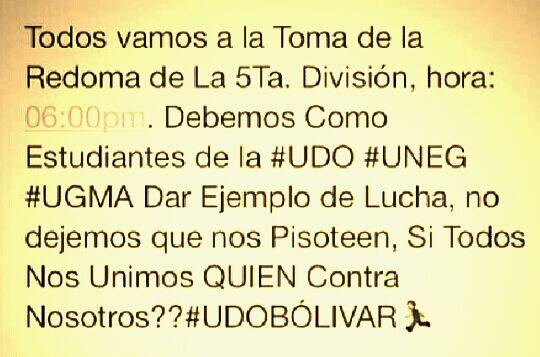 Todos vamos a la Toma de la
Redoma de La 5Ta. División, hora:
06:00pm. Debemos Como
Estudiantes de la #UDO #UNEG
#UGMA Dar Ejemplo de Lucha, no
dejemos que nos Pisoteen, Si Todos
Nos Unimos QUIEN Contra
Nosotros??#UDOBÓLIVAR🏃